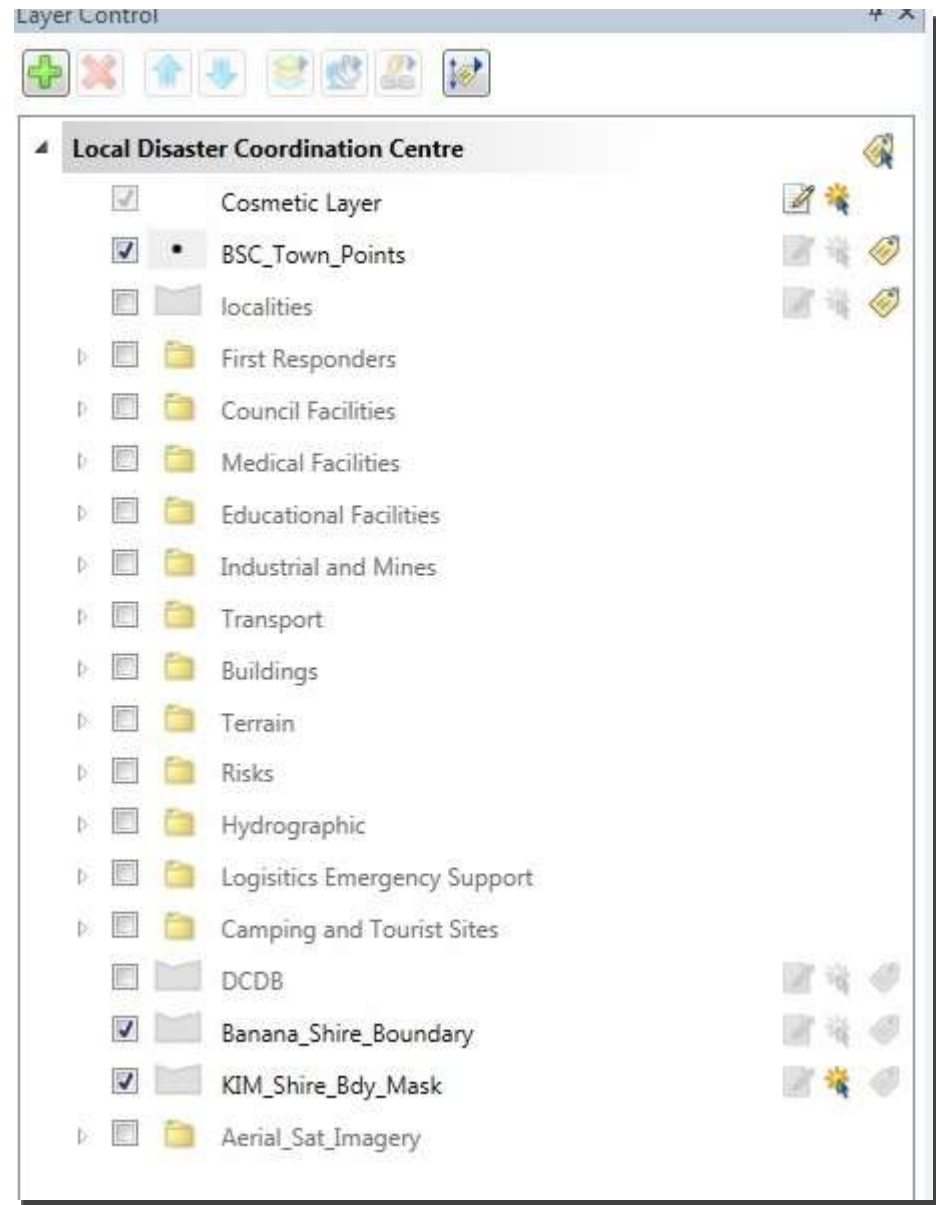 Layer Control
Local Disaster Coordination Centre
Cosmetic Layer
BSC_Town_Points
localities
First Responders
Council Facilities
Medical Facilities
Educational Facilities
Industrial and Mines
Transport
Buildings
Terrain
Risks
Hydrographic
Logisitics Emergency Support
Camping and Tourist Sites
DCDB
Banana_Shire_Boundary
KIM_Shire_Bdy_Mask
Aerial_Sat_Imagery